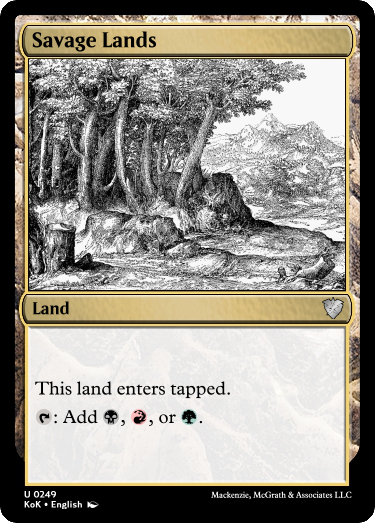 Savage Lands
Land
This land enters tapped.
: Add , , or .
U 0249
KoK • English
Mackenzie, McGrath & Associates LLC